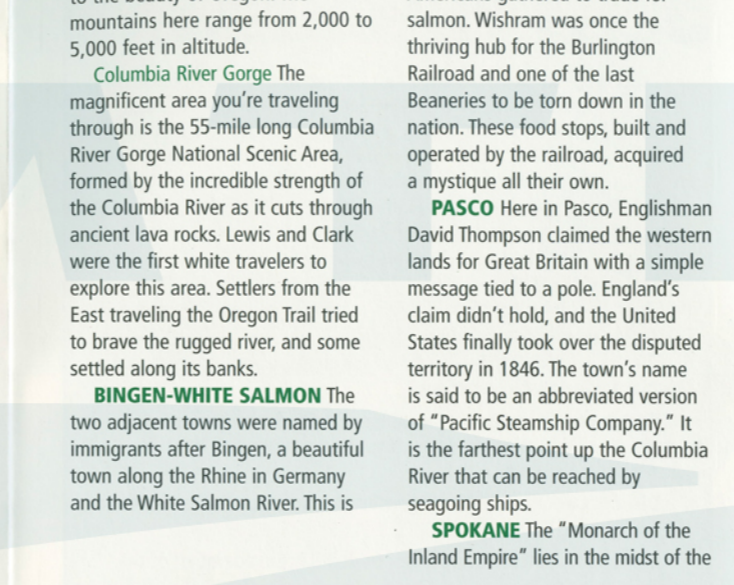 to the beauty of Oregon. The
mountains here range from 2,000 to
5,000 feet in altitude.
Columbia River Gorge The
magnificent area you're traveling
through is the 55-mile long Columbia
River Gorge National Scenic Area,
formed by the incredible strength of
the Columbia River as it cuts through
ancient lava rocks. Lewis and Clark
were the first white travelers to
explore this area. Settlers from the
East traveling the Oregon Trail tried
to brave the rugged river, and some
settled along its banks.
BINGEN-WHITE SALMON The
two adjacent towns were named by
immigrants after Bingen, a beautiful
town along the Rhine in Germany
and the White Salmon River. This is
Americans gathered to trade for
salmon. Wishram was once the
thriving hub for the Burlington
Railroad and one of the last
Beaneries to be torn down in the
nation. These food stops, built and
operated by the railroad, acquired
a mystique all their own.
PASCO Here in Pasco, Englishman
David Thompson claimed the western
lands for Great Britain with a simple
message tied to a pole. England's
claim didn't hold, and the United
States finally took over the disputed
territory in 1846. The town's name
is said to be an abbreviated version
of "Pacific Steamship Company." It
is the farthest point up the Columbia
River that can be reached by
seagoing ships.
SPOKANE The "Monarch of the
Inland Empire" lies in the midst of the